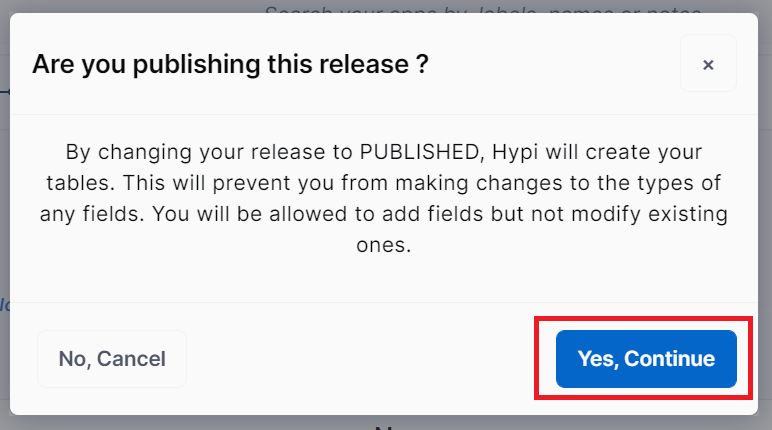 Search your apps by labels, names or notes
Are you publishing this release ?
×
By changing your release to PUBLISHED, Hypi will create your
tables. This will prevent you from making changes to the types of
any fields. You will be allowed to add fields but not modify existing
ones.
No, Cancel
Yes, Continue